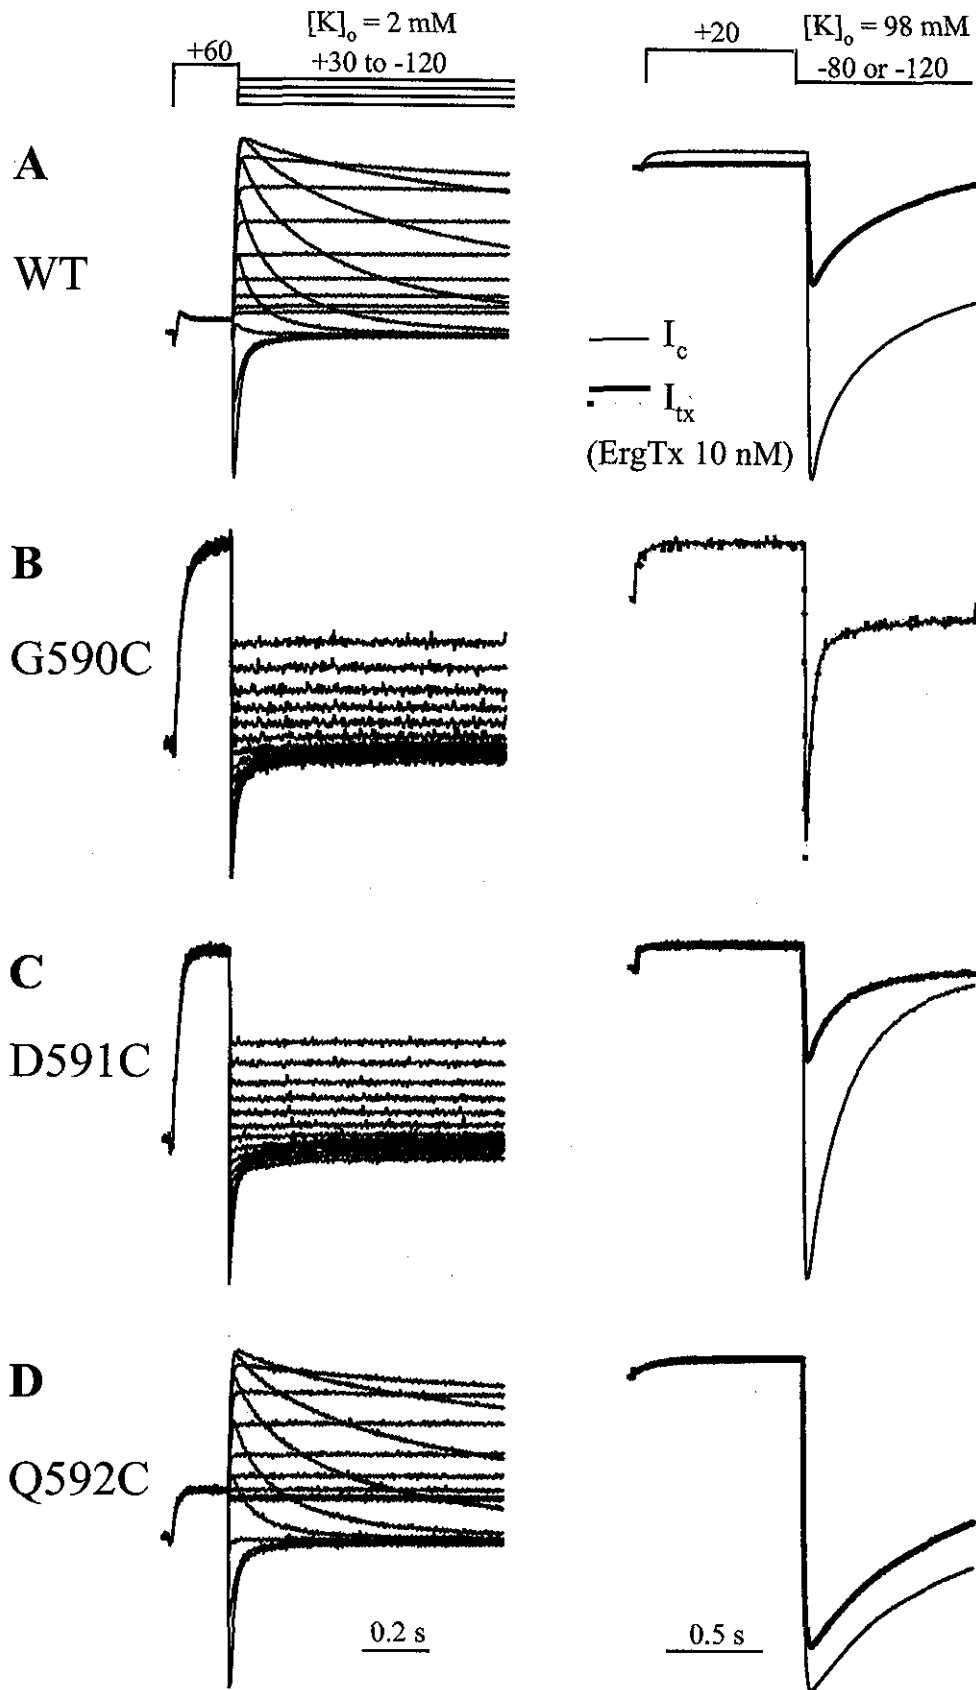 [K]o = 2 mM
+60
+30 to -120
[K]o = 98 mM
+20
-80 or -120
A
WT
Ic
Itx
(ErgTx 10 nM)
B
G590C
C
D591C
D
Q592C
0.2 s
0.5 s